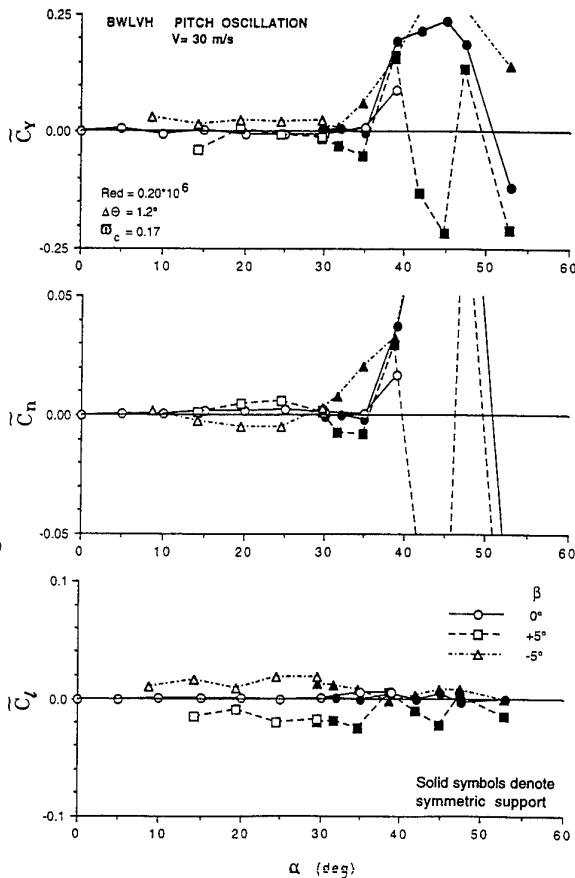 BWLVH PITCH OSCILLATION
V= 30 m/s
0.25
0.00
-0.25
C̃Y
Red = 0.20*10⁶
Δθ = 1.2°
ϖc = 0.17
0 10 20 30 40 50 60
0.05
0.00
-0.05
C̃n
0 10 20 30 40 50 60
0.1
0.0
-0.1
C̃ℓ
β
0°
+5°
-5°
Solid symbols denote
symmetric support
0 10 20 30 40 50 60
α (deg)